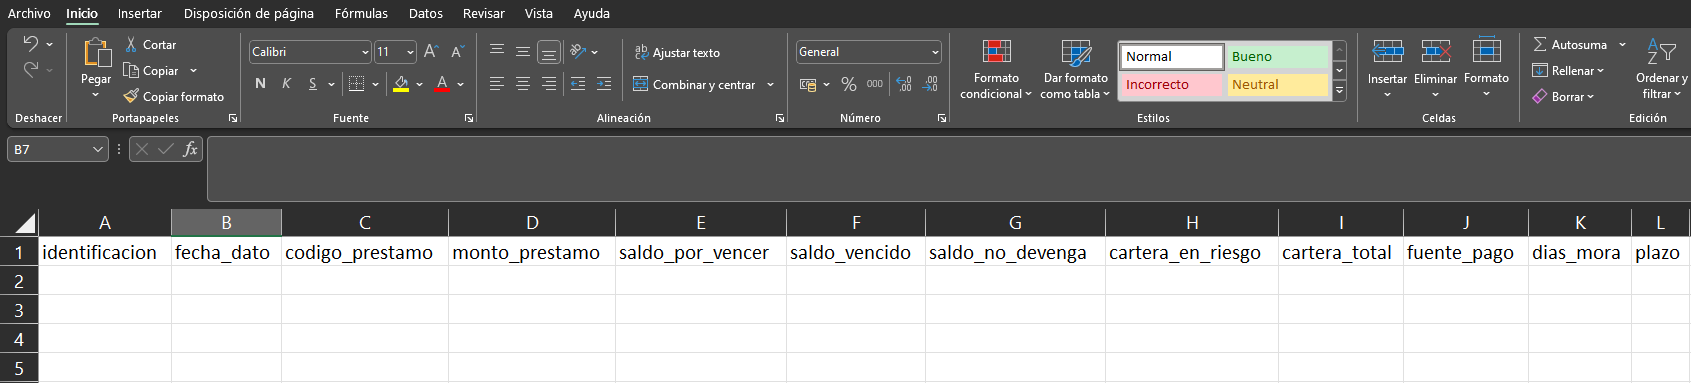 Archivo Inicio Insertar Disposición de página Fórmulas Datos Revisar Vista Ayuda
Cortar
Copiar
Copiar formato
Pegar
Deshacer
Portapapeles
Calibri 11
N K S
Fuente
Ajustar texto
Combinar y centrar
Alineación
General
% 000
Número
Formato condicional
Dar formato como tabla
Normal Bueno
Incorrecto Neutral
Estilos
Insertar Eliminar Formato
Celdas
Autosuma
Rellenar
Borrar
Ordenar y filtrar
Edición
B7 fx
A B C D E F G H I J K L
1 identificacion fecha_dato codigo_prestamo monto_prestamo saldo_por_vencer saldo_vencido saldo_no_devenga cartera_en_riesgo cartera_total fuente_pago dias_mora plazo
2
3
4
5